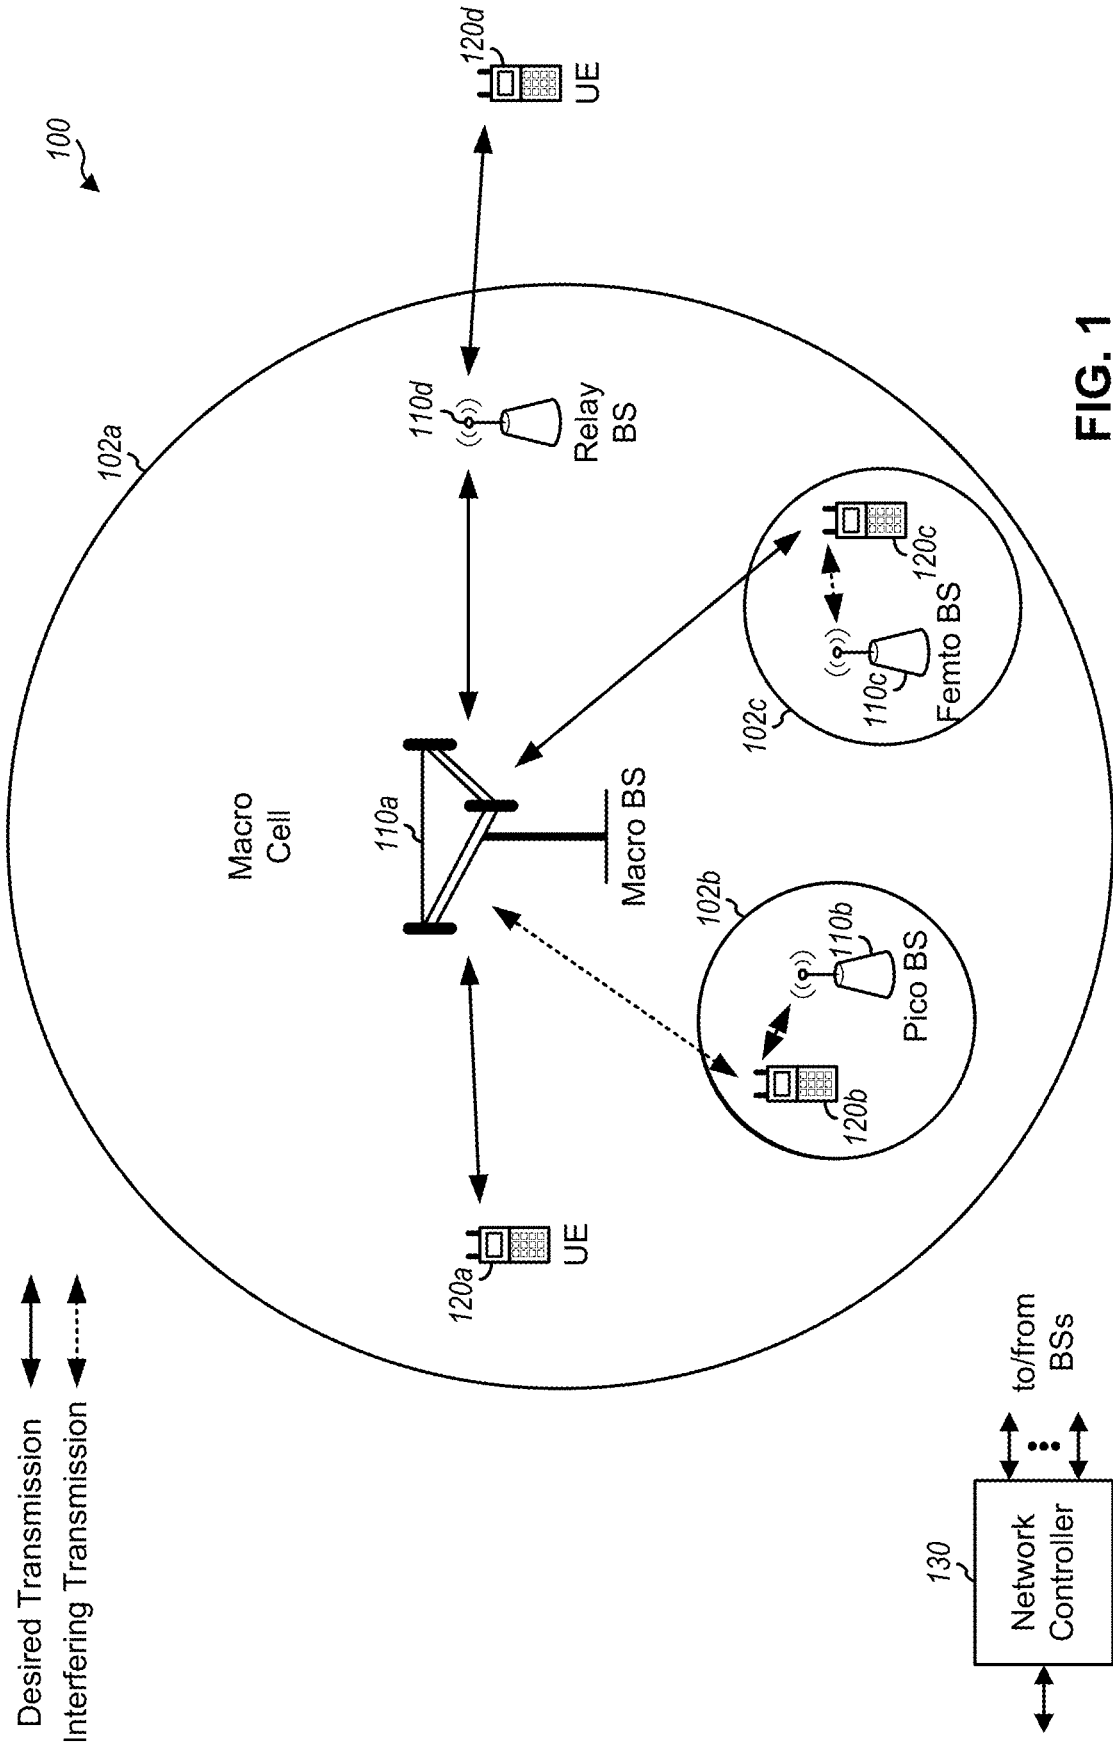 Desired Transmission
Interfering Transmission
100
102a
Macro
Cell
110a
Macro BS
110d
Relay
BS
120d
UE
120a
UE
102b
110b
Pico BS
120b
102c
110c
Femto BS
120c
130
Network
Controller
to/from
BSs
FIG. 1